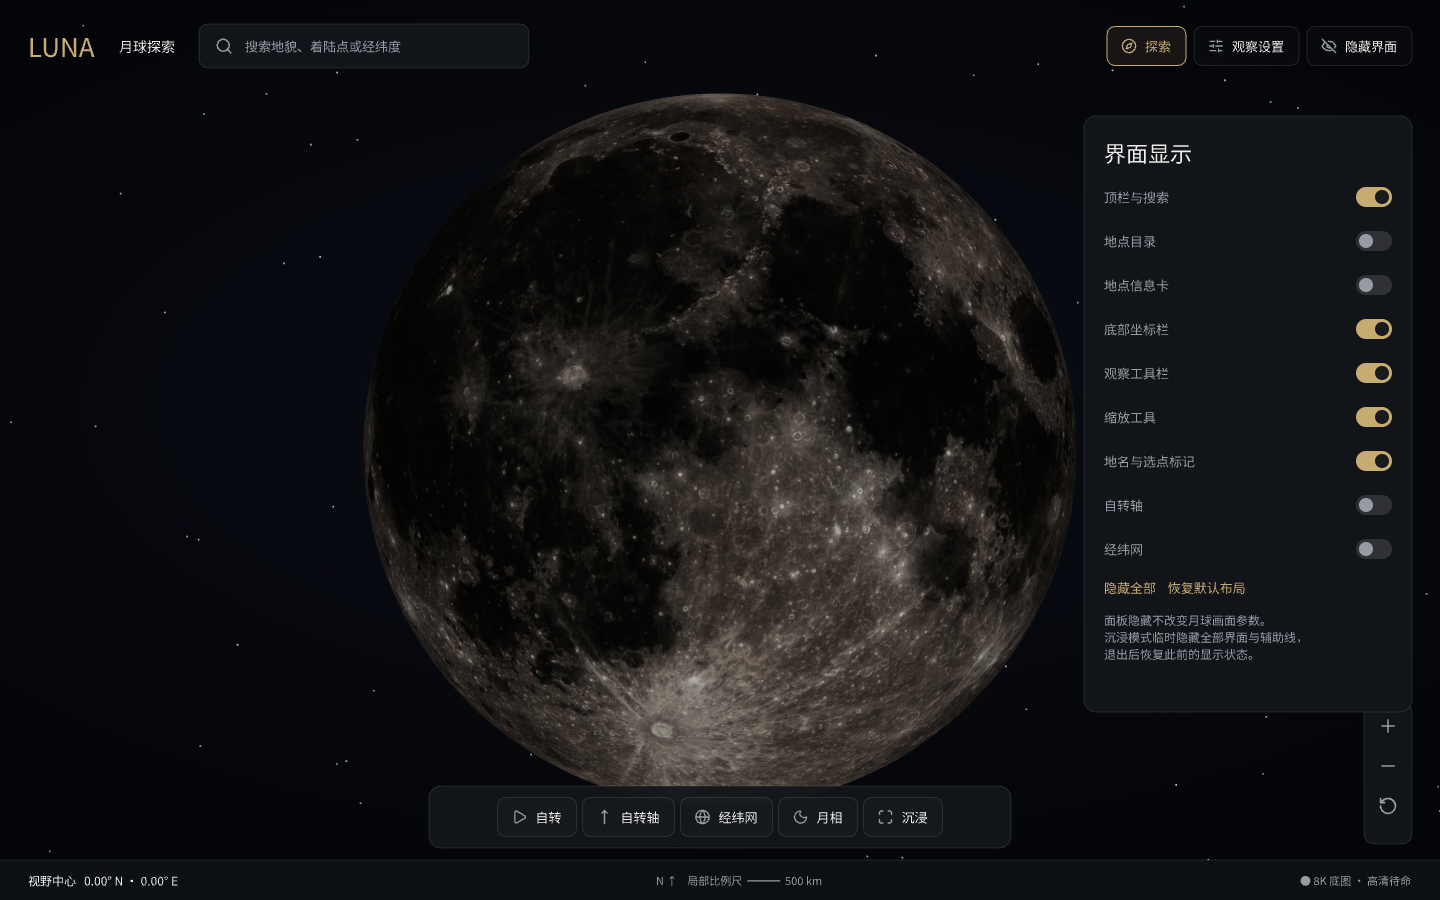 LUNA 月球探索 搜索地貌、着陆点或经纬度 探索 观察设置 隐藏界面
界面显示
顶栏与搜索
地点目录
地点信息卡
底部坐标栏
观察工具栏
缩放工具
地名与选点标记
自转轴
经纬网
隐藏全部 恢复默认布局
面板隐藏不改变月球画面参数。
沉浸模式临时隐藏全部界面与辅助线，
退出后恢复此前的显示状态。
自转 自转轴 经纬网 月相 沉浸
视野中心 0.00° N · 0.00° E N ↑ 局部比例尺 500 km 8K 底图 · 高清待命